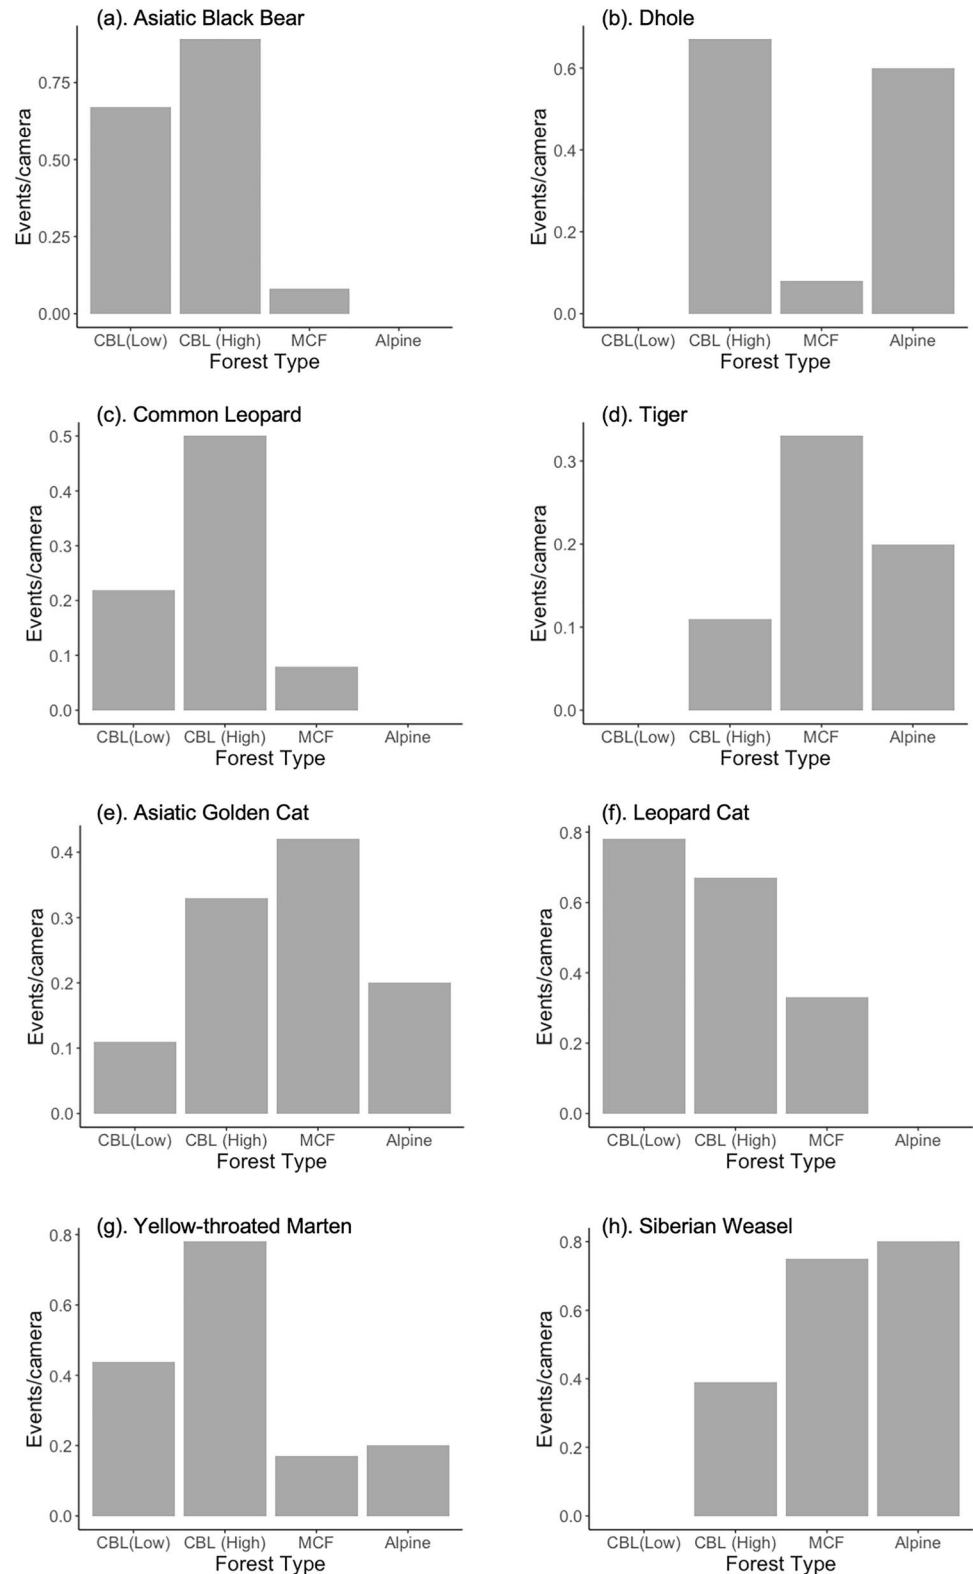 (a). Asiatic Black Bear
Events/camera
0.75
0.50
0.25
0.00
CBL(Low) CBL (High) MCF Alpine
Forest Type
(b). Dhole
Events/camera
0.6
0.4
0.2
0.0
CBL(Low) CBL (High) MCF Alpine
Forest Type
(c). Common Leopard
Events/camera
0.5
0.4
0.3
0.2
0.1
0.0
CBL(Low) CBL (High) MCF Alpine
Forest Type
(d). Tiger
Events/camera
0.3
0.2
0.1
0.0
CBL(Low) CBL (High) MCF Alpine
Forest Type
(e). Asiatic Golden Cat
Events/camera
0.4
0.3
0.2
0.1
0.0
CBL(Low) CBL (High) MCF Alpine
Forest Type
(f). Leopard Cat
Events/camera
0.8
0.6
0.4
0.2
0.0
CBL(Low) CBL (High) MCF Alpine
Forest Type
(g). Yellow-throated Marten
Events/camera
0.8
0.6
0.4
0.2
0.0
CBL(Low) CBL (High) MCF Alpine
Forest Type
(h). Siberian Weasel
Events/camera
0.8
0.6
0.4
0.2
0.0
CBL(Low) CBL (High) MCF Alpine
Forest Type